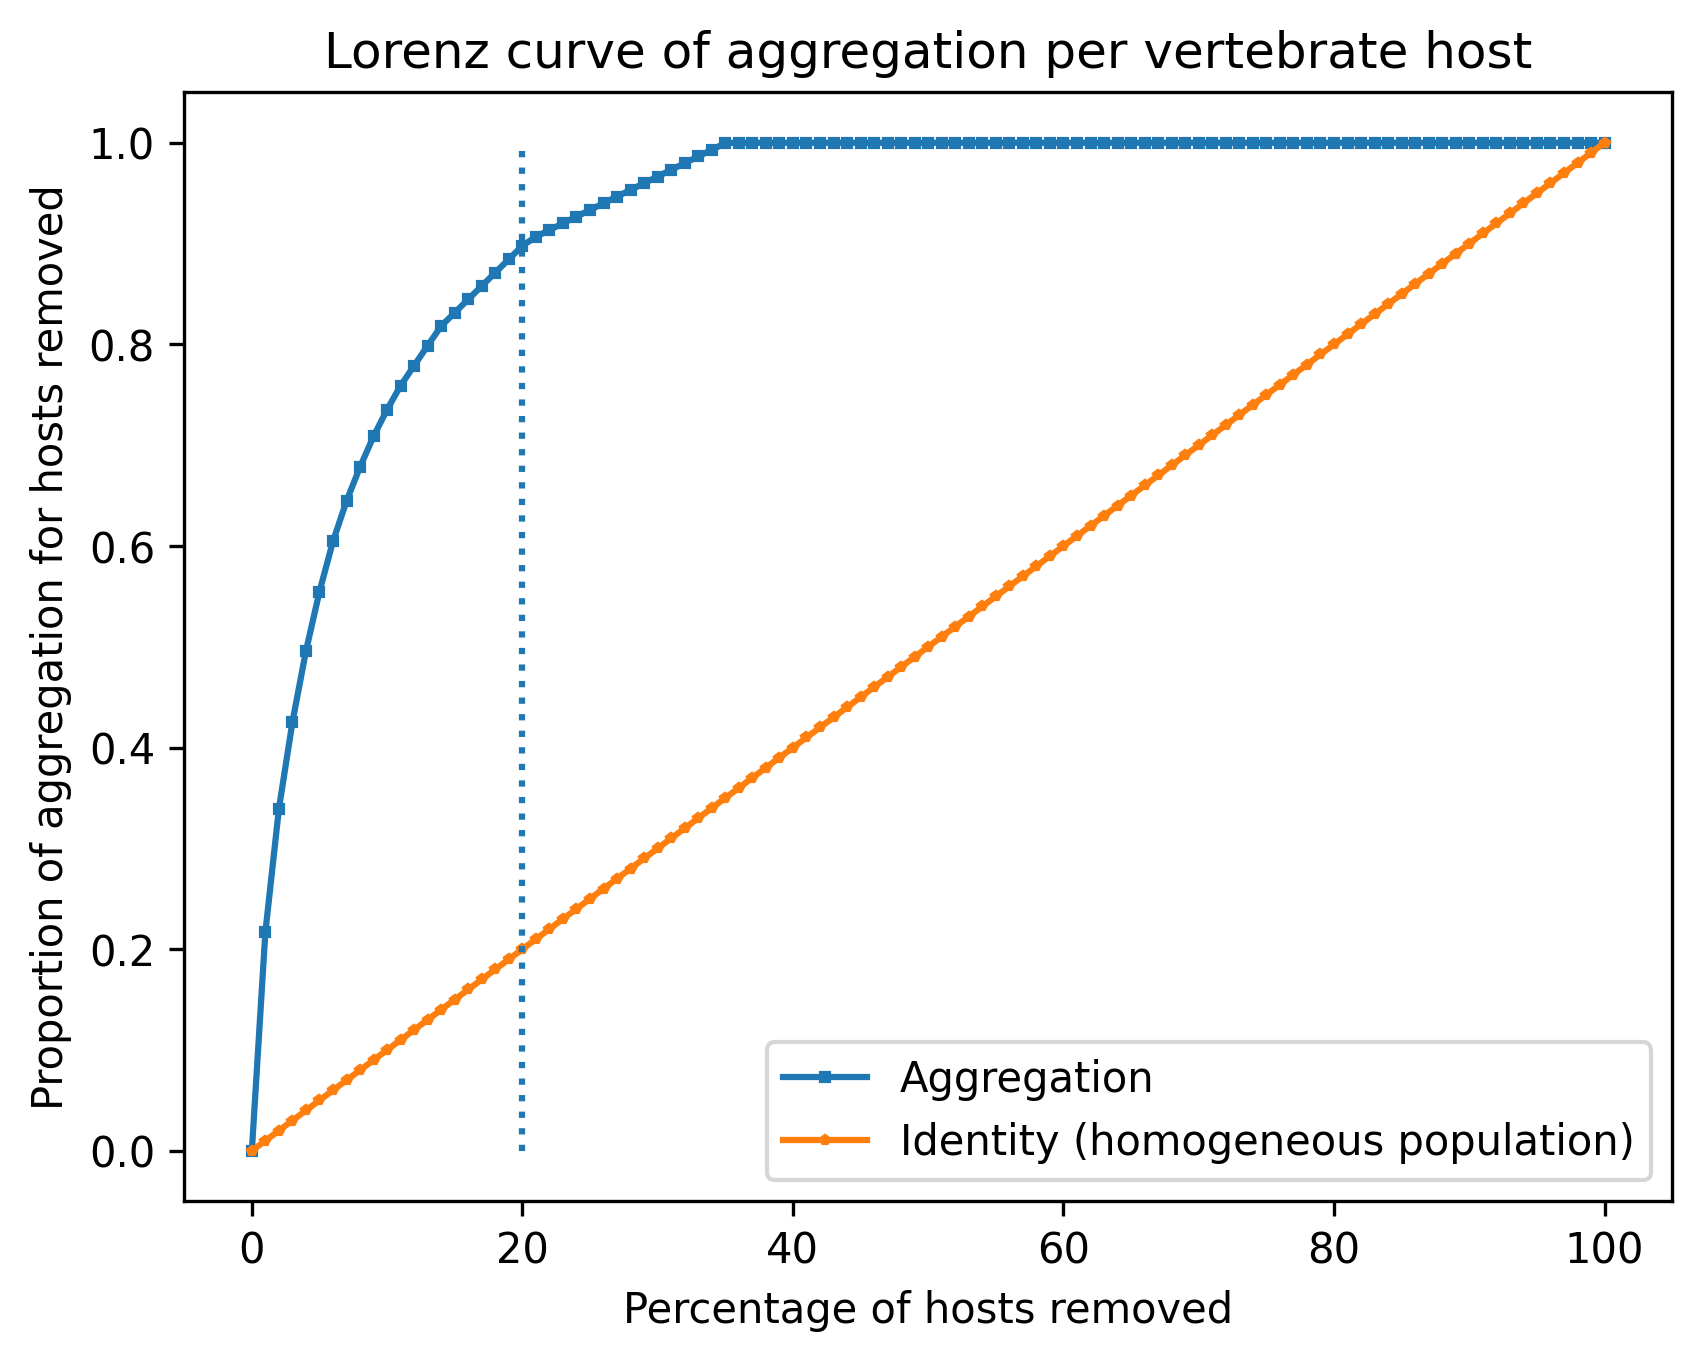 Lorenz curve of aggregation per vertebrate host
Proportion of aggregation for hosts removed
1.0
0.8
0.6
0.4
0.2
0.0
Aggregation
Identity (homogeneous population)
0 20 40 60 80 100
Percentage of hosts removed